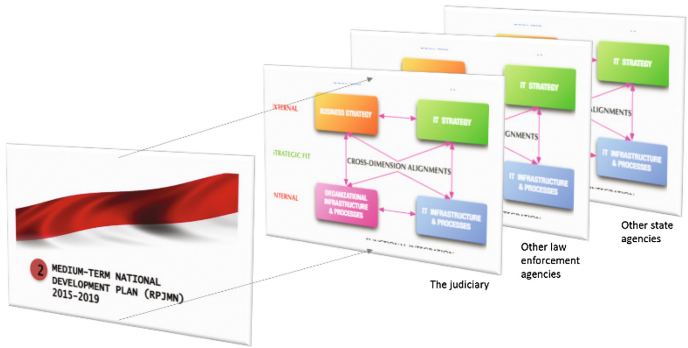 2
MEDIUM-TERM NATIONAL
DEVELOPMENT PLAN (RPJMN)
2015-2019
BUSINESS STRATEGY
IT STRATEGY
STRATEGIC FIT
CROSS-DIMENSION ALIGNMENTS
ORGANIZATIONAL
INFRASTRUCTURE
& PROCESSES
IT INFRASTRUCTURE
& PROCESSES
The judiciary
IT STRATEGY
IGNMENTS
IT INFRASTRUCTURE
& PROCESSES
Other law
enforcement
agencies
IT STRATEGY
ALIGNMENTS
IT INFRASTRUCTURE
& PROCESSES
Other state
agencies